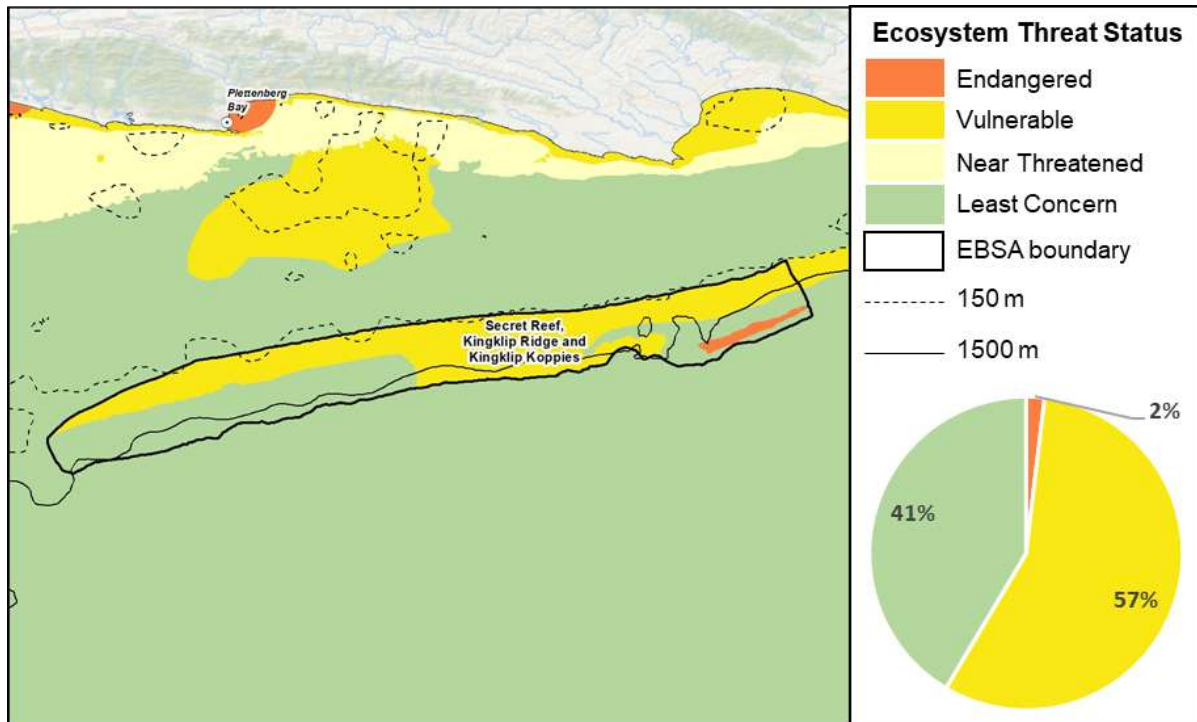 Plettenberg
Bay
Secret Reef,
Kingklip Ridge and
Kingklip Koppies
Ecosystem Threat Status
Endangered
Vulnerable
Near Threatened
Least Concern
EBSA boundary
150 m
1500 m
2%
41%
57%